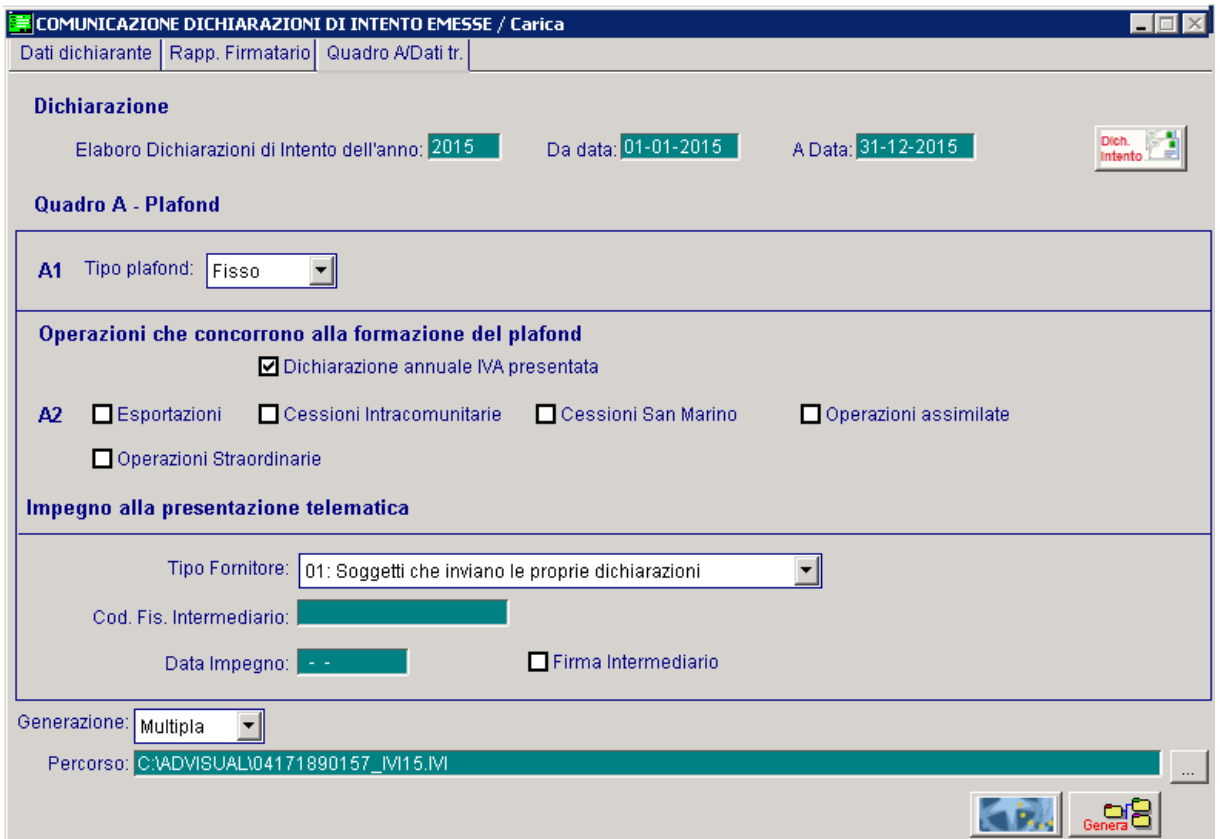 COMUNICAZIONE DICHIARAZIONI DI INTENTO EMESSE / Carica
Dati dichiarante Rapp. Firmatario Quadro A/Dati tr.
Dichiarazione
Elaboro Dichiarazioni di Intento dell'anno: 2015 Da data: 01-01-2015 A Data: 31-12-2015 Dich. Intento
Quadro A - Plafond
A1 Tipo plafond: Fisso
Operazioni che concorrono alla formazione del plafond
Dichiarazione annuale IVA presentata
A2 Esportazioni Cessioni Intracomunitarie Cessioni San Marino Operazioni assimilate
Operazioni Straordinarie
Impegno alla presentazione telematica
Tipo Fornitore: 01: Soggetti che inviano le proprie dichiarazioni
Cod. Fis. Intermediario:
Data Impegno: - - Firma Intermediario
Generazione: Multipla
Percorso: C:\ADVISUAL\04171890157_IVI15.IVI ...
Genera